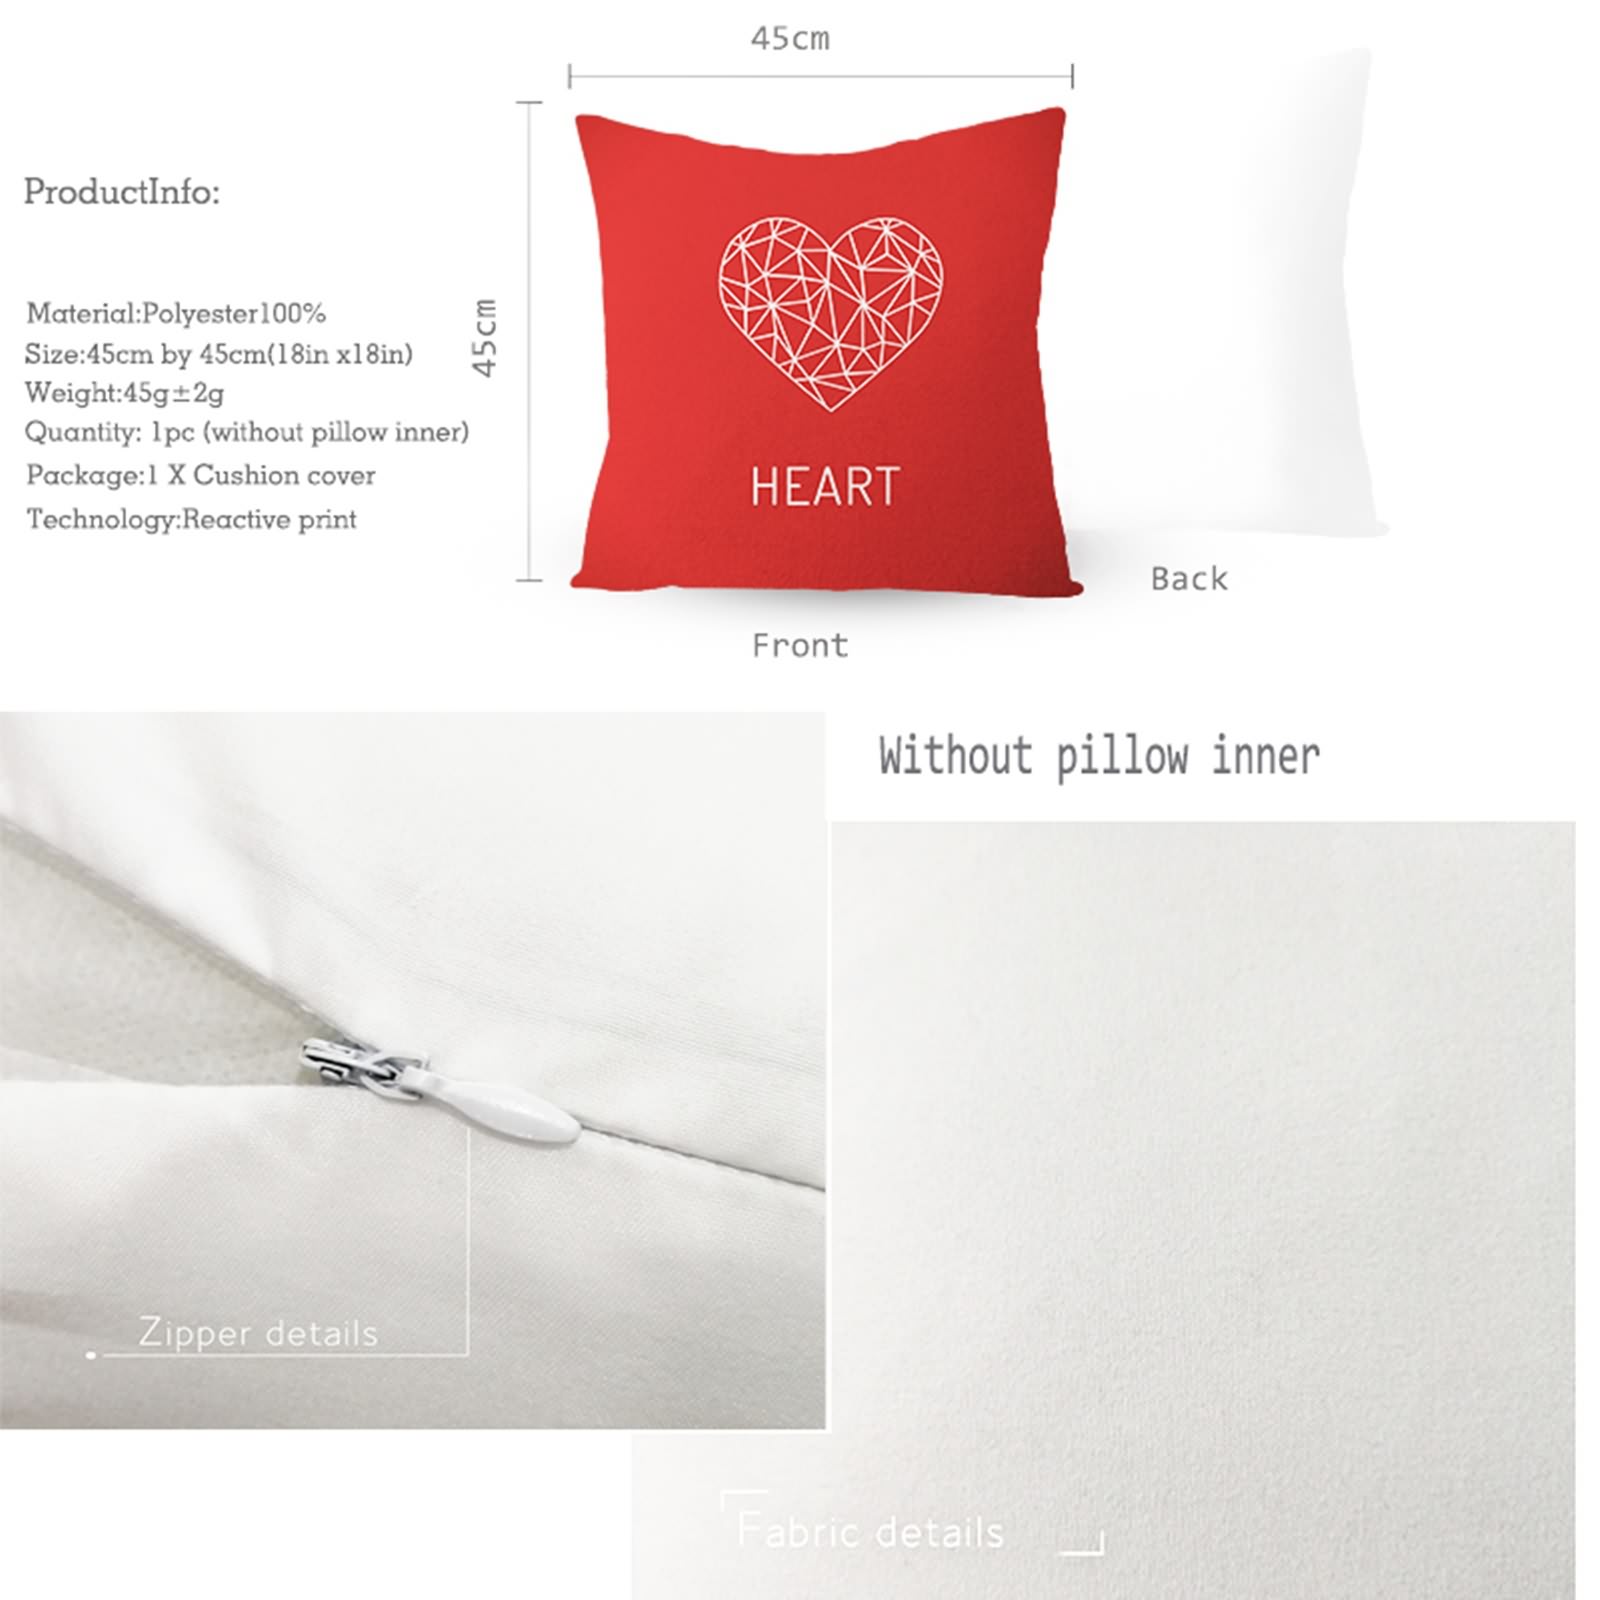 45cm
ProductInfo:
45cm
Material:Polyester100%
Size:45cm by 45cm(18in x18in)
Weight:45g±2g
Quantity: 1pc (without pillow inner)
Package:1 X Cushion cover
Technology:Reactive print
HEART
Back
Front
Without pillow inner
Zipper details
Fabric details